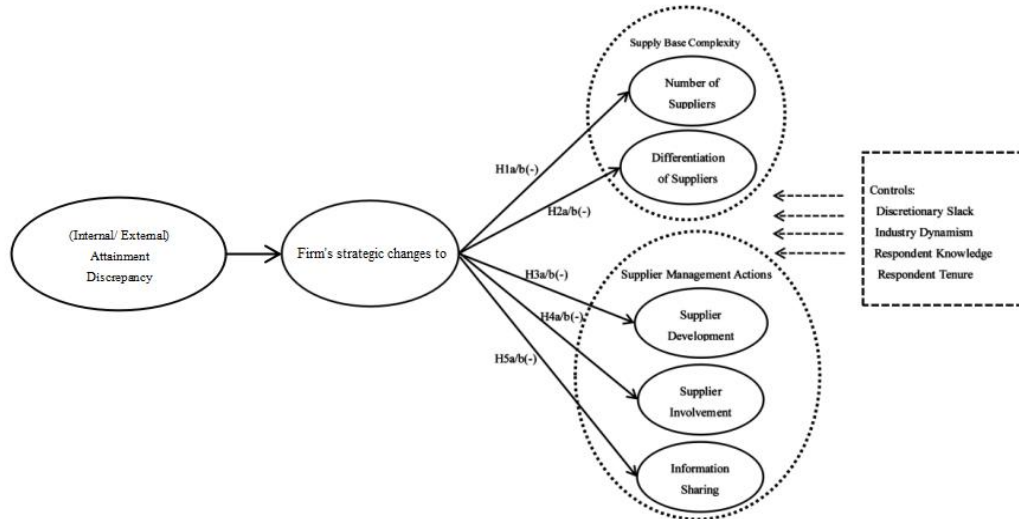 Supply Base Complexity
Number of
Suppliers
H1a/b(-)
Differentiation
of Suppliers
H2a/b(-)
(Internal/ External)
Attainment
Discrepancy
Firm's strategic changes to
H3a/b(-)
H4a/b(-)
H5a/b(-)
Supplier Management Actions
Supplier
Development
Supplier
Involvement
Information
Sharing
Controls:
Discretionary Slack
Industry Dynamism
Respondent Knowledge
Respondent Tenure